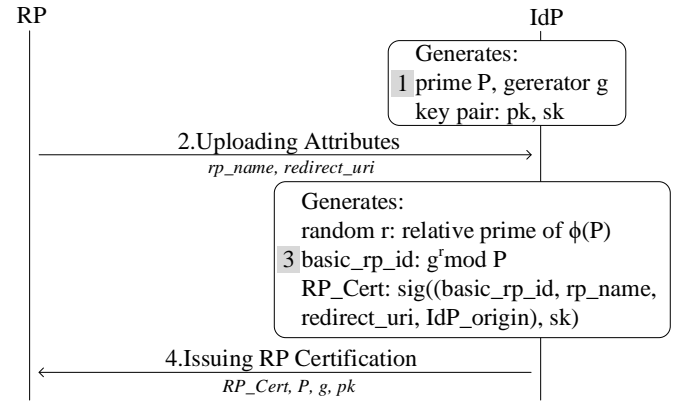 RP IdP
Generates:
1 prime P, gererator g
key pair: pk, sk
2.Uploading Attributes
rp_name, redirect_uri
Generates:
random r: relative prime of ϕ(P)
3 basic_rp_id: gʳmod P
RP_Cert: sig((basic_rp_id, rp_name,
redirect_uri, IdP_origin), sk)
4.Issuing RP Certification
RP_Cert, P, g, pk